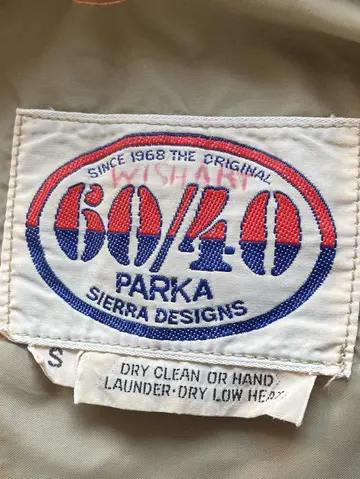 SINCE 1968 THE ORIGINAL
WISHART
60/40
PARKA
SIERRA DESIGNS
S
DRY CLEAN OR HAND
LAUNDER·DRY LOW HEAT